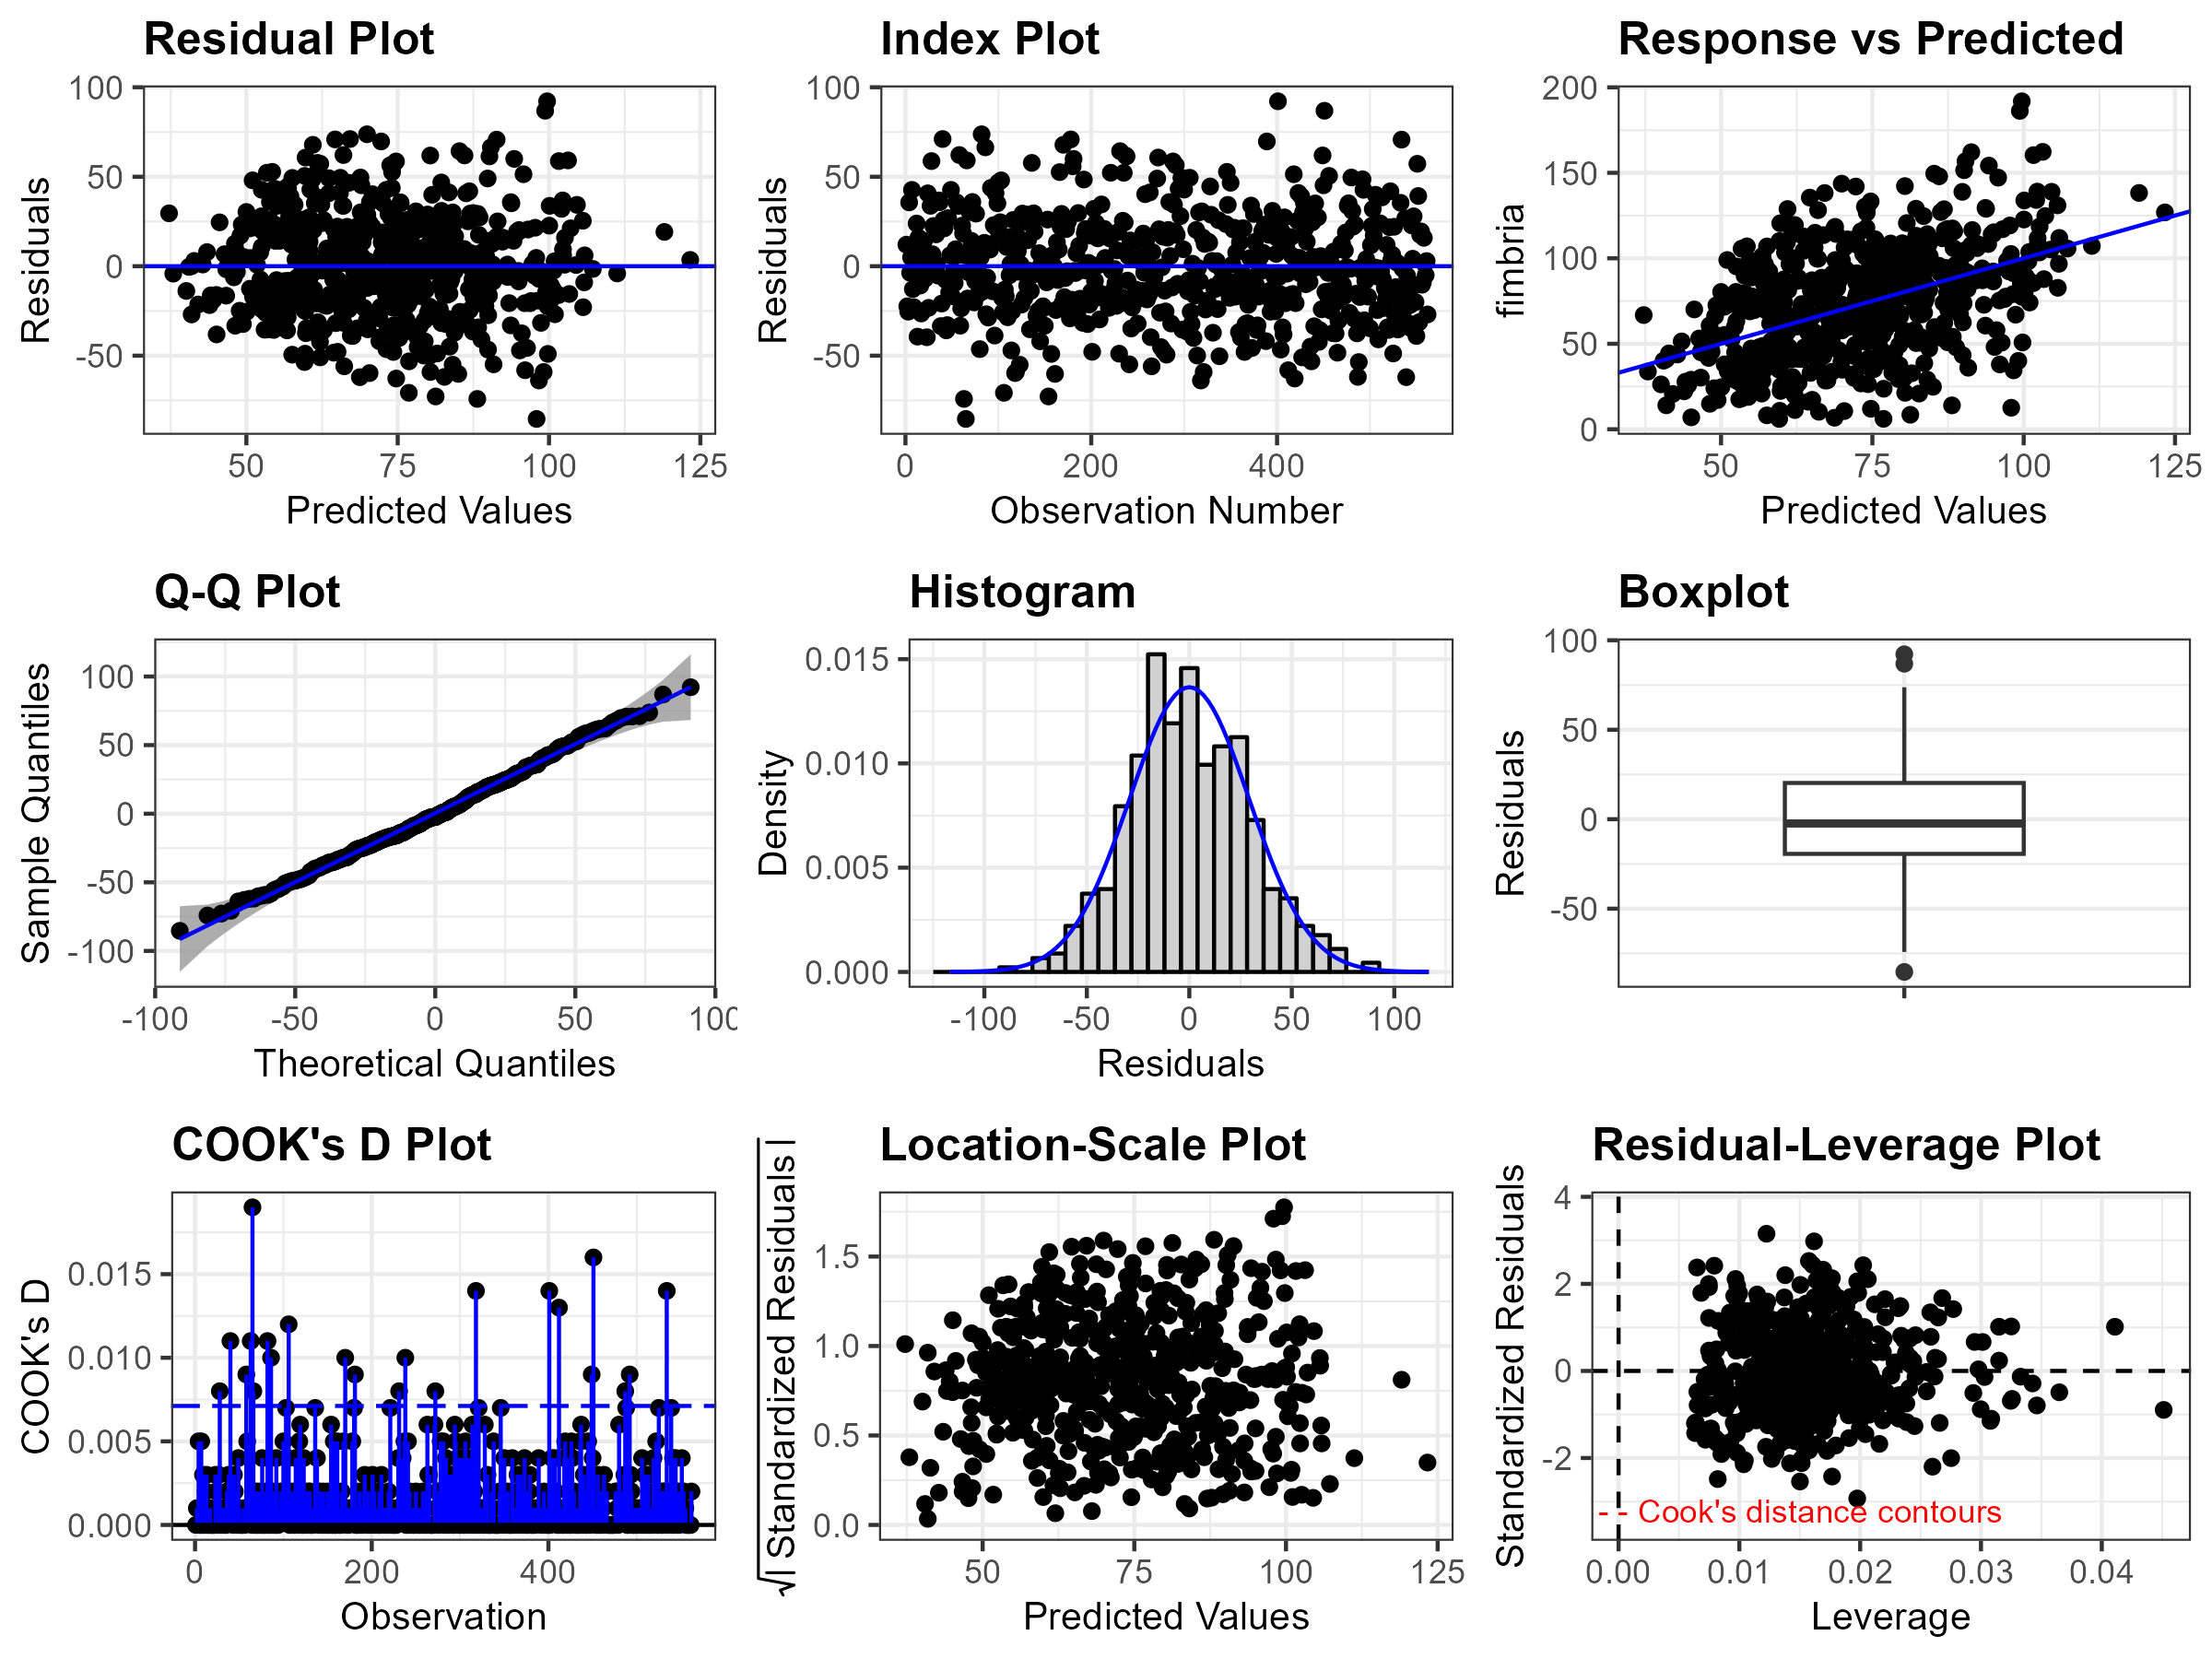 Residual Plot
100
50
0
-50
Residuals
50 75 100 125
Predicted Values
Index Plot
100
50
0
-50
Residuals
0 200 400
Observation Number
Response vs Predicted
200
150
100
50
0
fimbria
50 75 100 125
Predicted Values
Q-Q Plot
100
50
0
-50
-100
Sample Quantiles
-100 -50 0 50 100
Theoretical Quantiles
Histogram
0.015
0.010
0.005
0.000
Density
-100 -50 0 50 100
Residuals
Boxplot
100
50
0
-50
Residuals
COOK's D Plot
0.015
0.010
0.005
0.000
COOK's D
0 200 400
Observation
Location-Scale Plot
1.5
1.0
0.5
0.0
√| Standardized Residuals |
50 75 100 125
Predicted Values
Residual-Leverage Plot
4
2
0
-2
Standardized Residuals
Cook's distance contours
0.00 0.01 0.02 0.03 0.04
Leverage